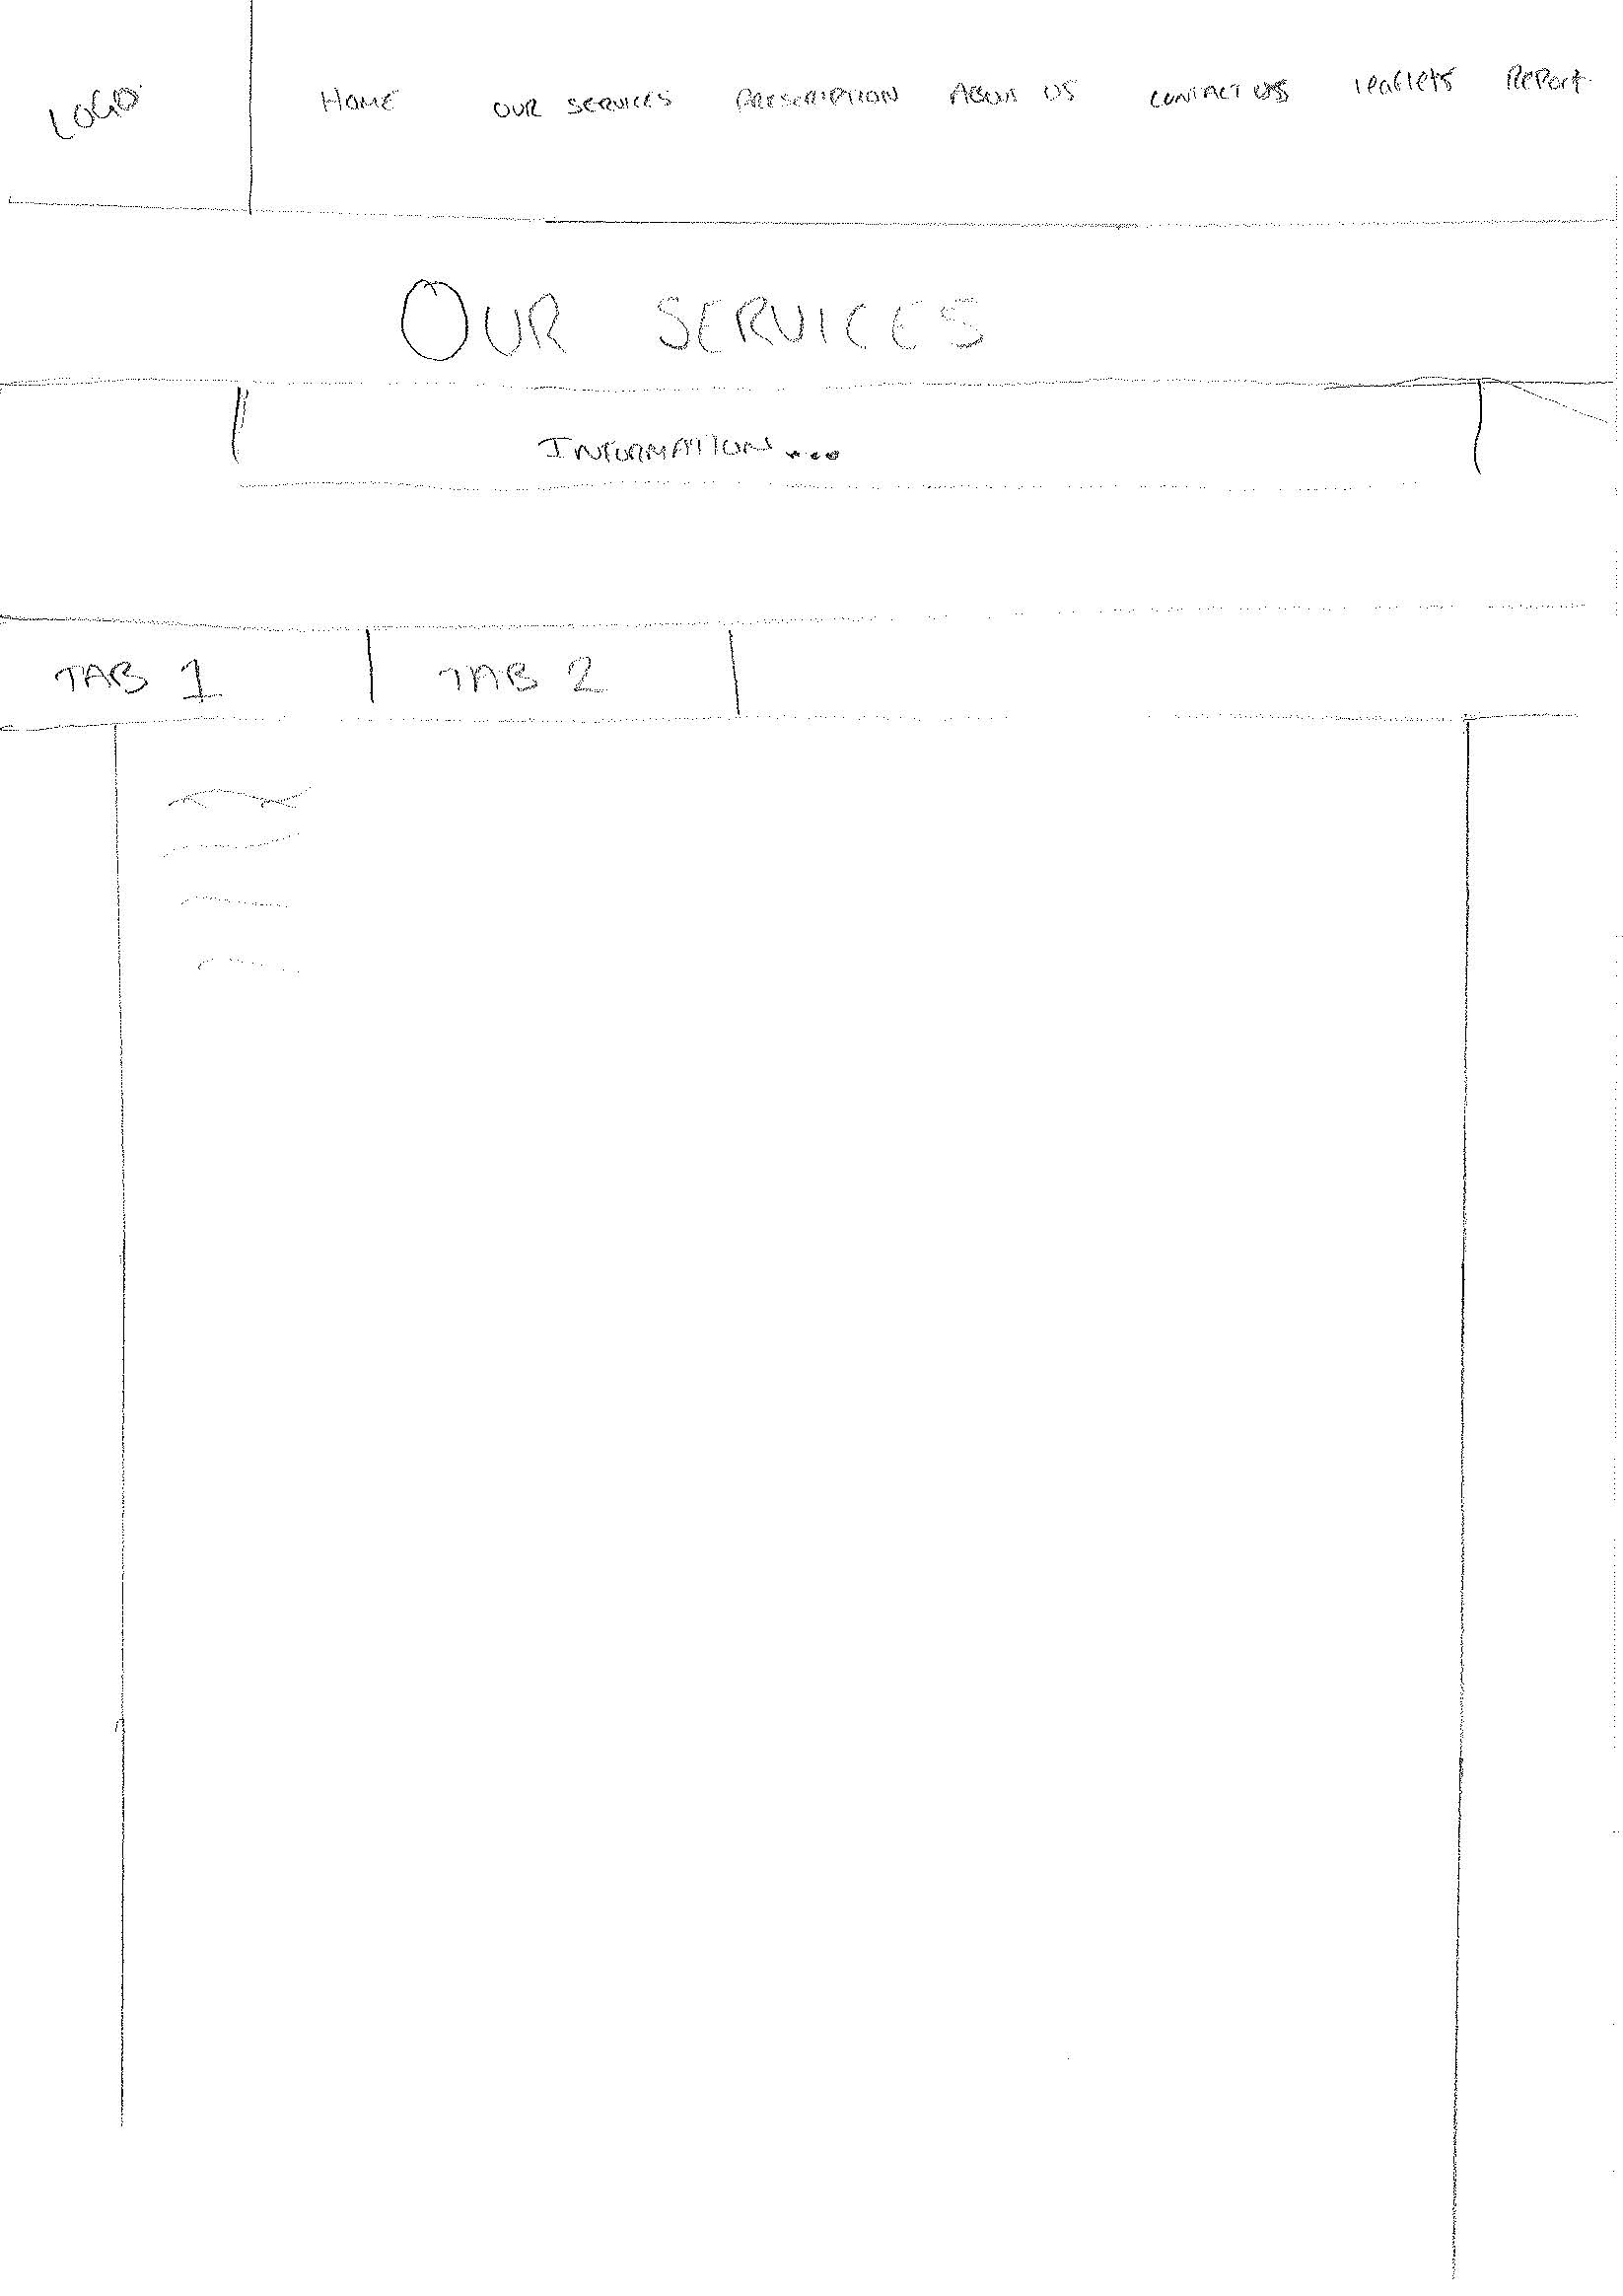 LOGO HOME OUR SERVICES PRESCRIPTION ABOUT US CONTACT US leaflets Report
OUR SERVICES
INFORMATION...
TAB 1 TAB 2